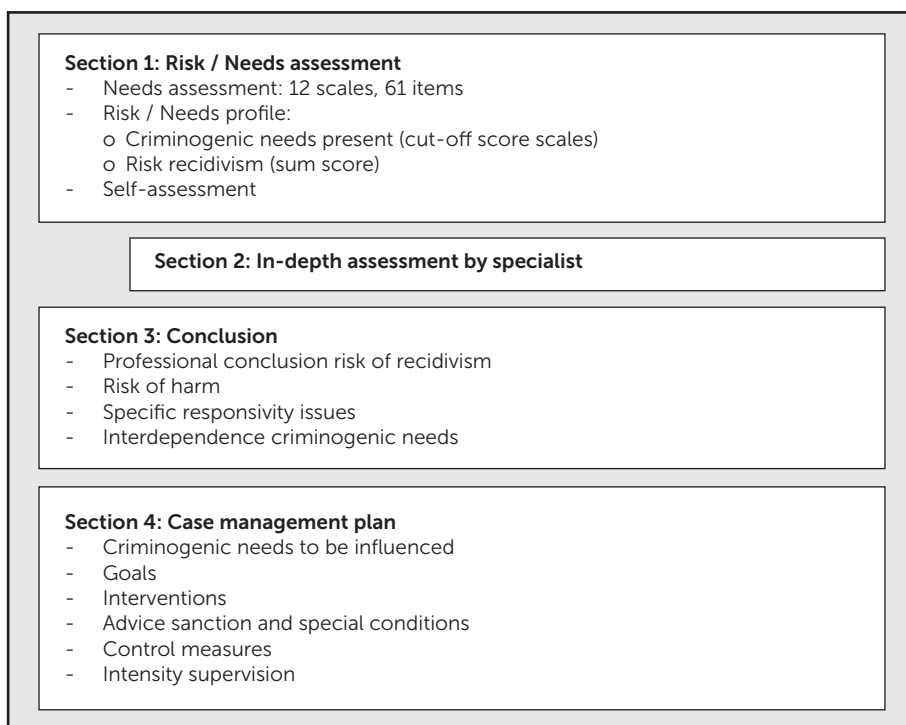 Section 1: Risk / Needs assessment
- Needs assessment: 12 scales, 61 items
- Risk / Needs profile:
o Criminogenic needs present (cut-off score scales)
o Risk recidivism (sum score)
- Self-assessment
Section 2: In-depth assessment by specialist
Section 3: Conclusion
- Professional conclusion risk of recidivism
- Risk of harm
- Specific responsivity issues
- Interdependence criminogenic needs
Section 4: Case management plan
- Criminogenic needs to be influenced
- Goals
- Interventions
- Advice sanction and special conditions
- Control measures
- Intensity supervision